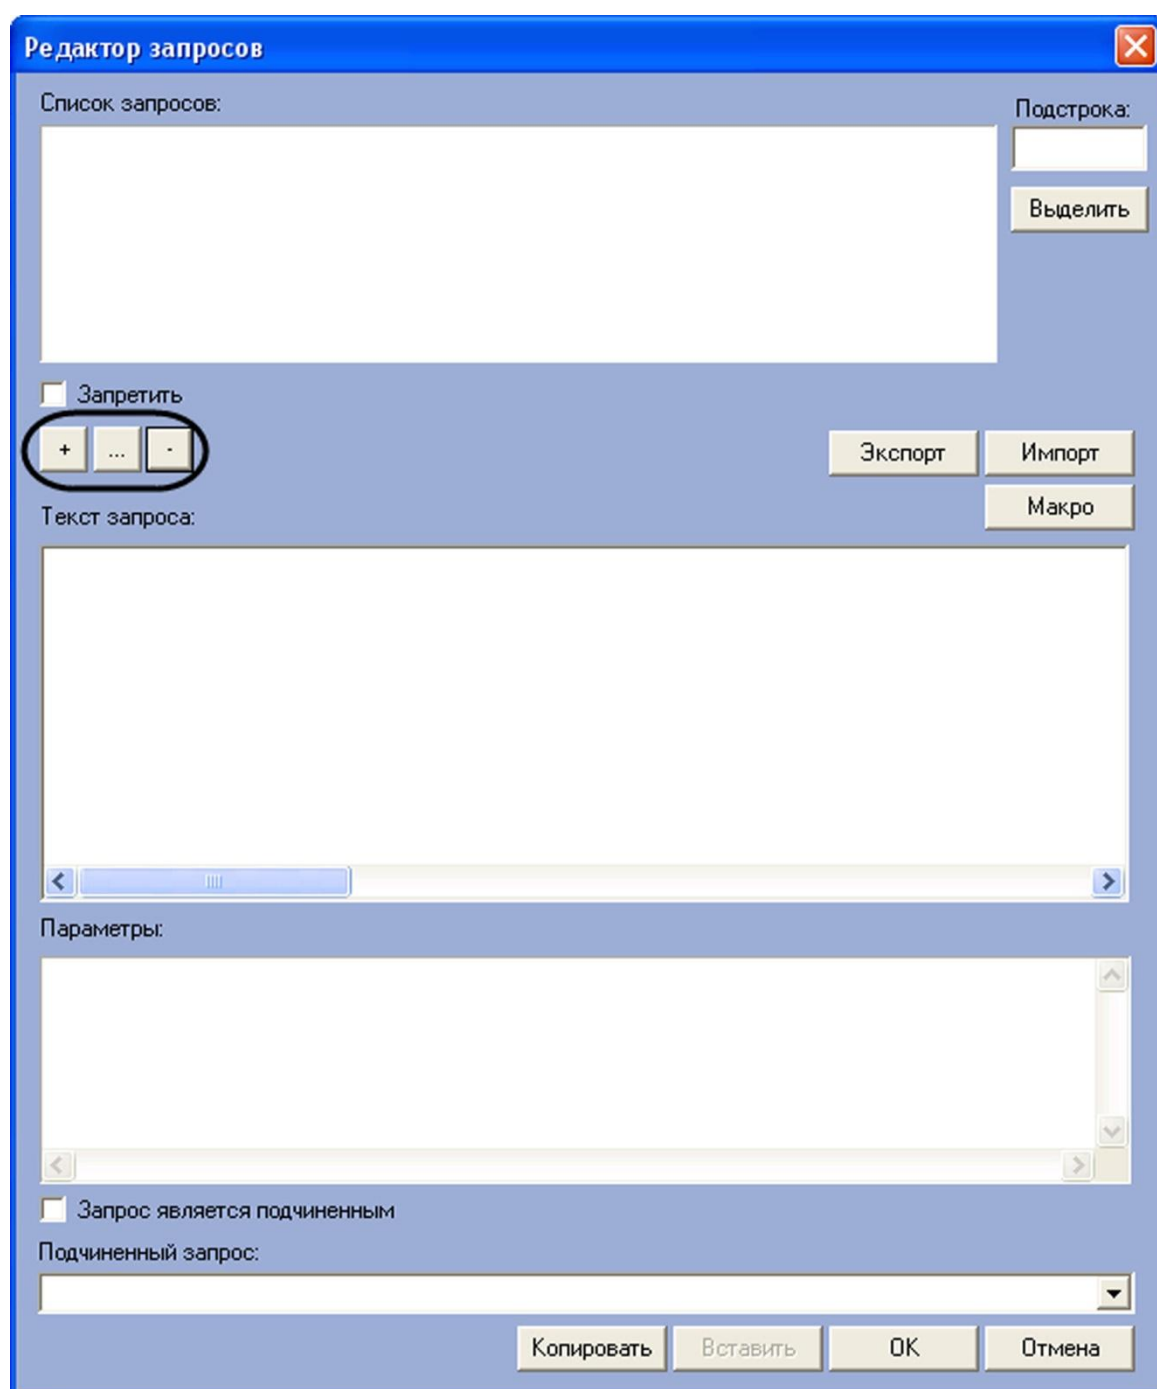 Редактор запросов
Список запросов:
Подстрока:
Выделить
Запретить
+ ... -
Экспорт Импорт
Макро
Текст запроса:
Параметры:
Запрос является подчиненным
Подчиненный запрос:
Копировать Вставить OK Отмена